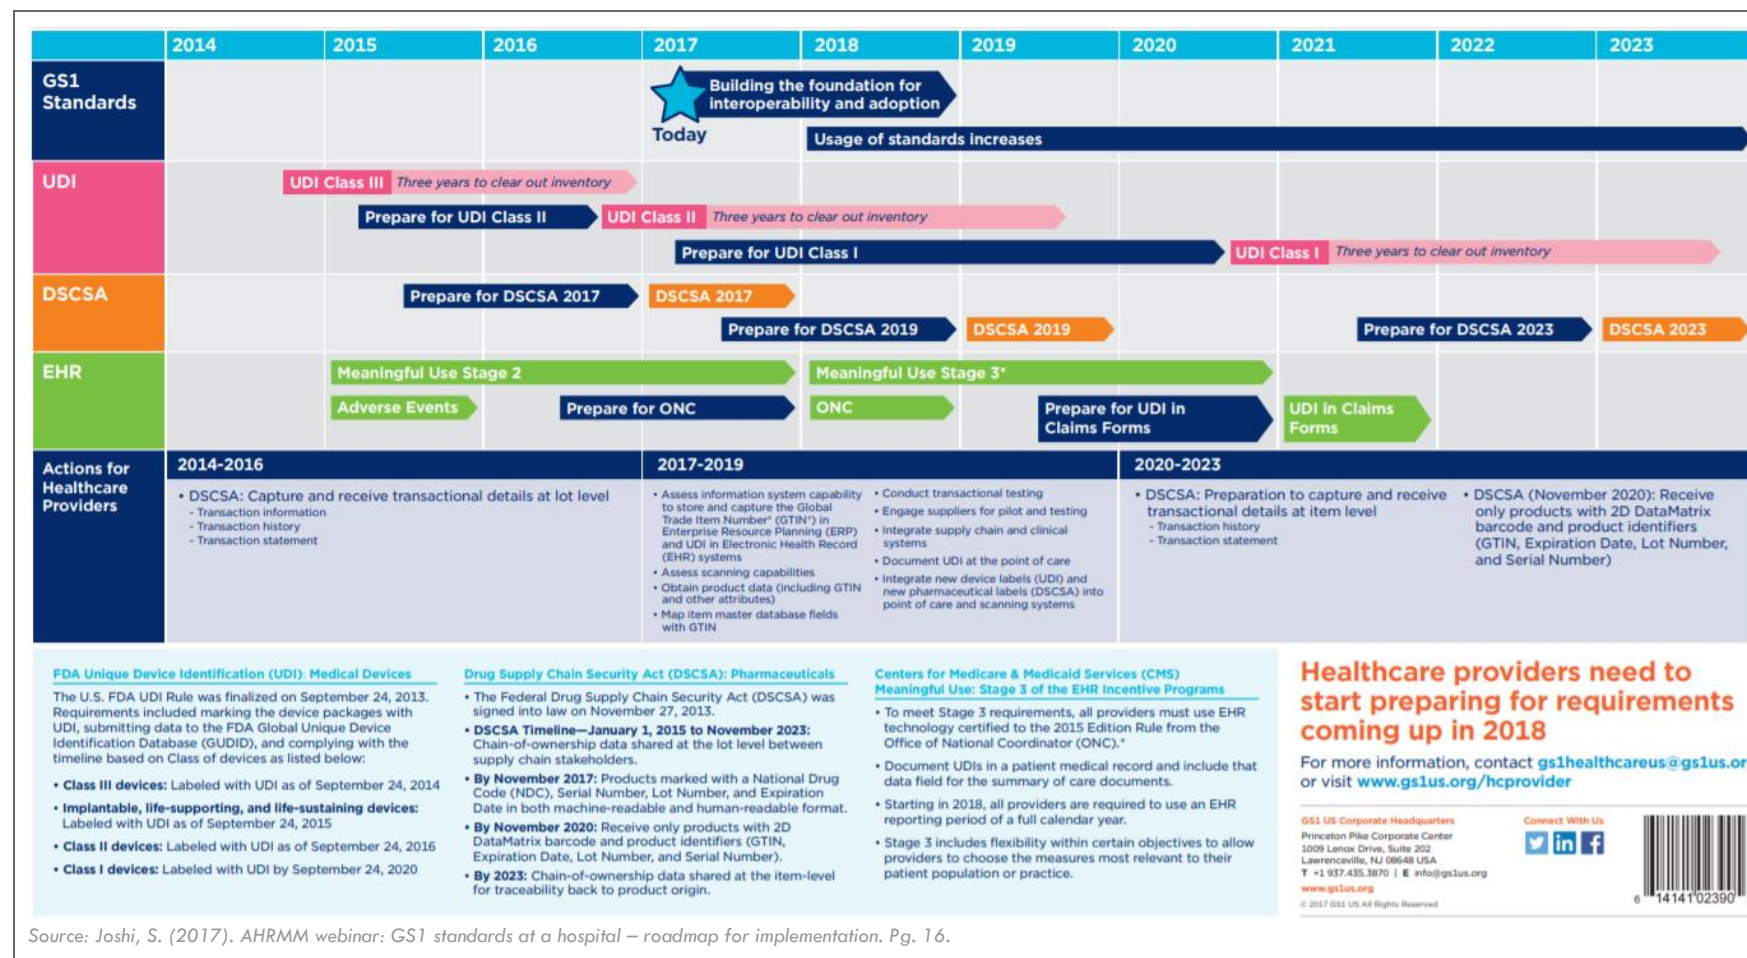 2014 2015 2016 2017 2018 2019 2020 2021 2022 2023
GS1
Standards
Building the foundation for
interoperability and adoption
Today
Usage of standards increases
UDI
UDI Class III Three years to clear out inventory
Prepare for UDI Class II
UDI Class II Three years to clear out inventory
Prepare for UDI Class I
UDI Class I Three years to clear out inventory
DSCSA
Prepare for DSCSA 2017
DSCSA 2017
Prepare for DSCSA 2019
DSCSA 2019
Prepare for DSCSA 2023
DSCSA 2023
EHR
Meaningful Use Stage 2
Meaningful Use Stage 3*
Adverse Events
Prepare for ONC
ONC
Prepare for UDI in
Claims Forms
UDI in Claims
Forms
Actions for
Healthcare
Providers
2014-2016
• DSCSA: Capture and receive transactional details at lot level
- Transaction information
- Transaction history
- Transaction statement
2017-2019
• Assess information system capability
to store and capture the Global
Trade Item Number® (GTIN®) in
Enterprise Resource Planning (ERP)
and UDI in Electronic Health Record
(EHR) systems
• Assess scanning capabilities
• Obtain product data (including GTIN
and other attributes)
• Map item master database fields
with GTIN
• Conduct transactional testing
• Engage suppliers for pilot and testing
• Integrate supply chain and clinical
systems
• Document UDI at the point of care
• Integrate new device labels (UDI) and
new pharmaceutical labels (DSCSA) into
point of care and scanning systems
2020-2023
• DSCSA: Preparation to capture and receive
transactional details at item level
- Transaction history
- Transaction statement
• DSCSA (November 2020): Receive
only products with 2D DataMatrix
barcode and product identifiers
(GTIN, Expiration Date, Lot Number,
and Serial Number)
FDA Unique Device Identification (UDI): Medical Devices
The U.S. FDA UDI Rule was finalized on September 24, 2013.
Requirements included marking the device packages with
UDI, submitting data to the FDA Global Unique Device
Identification Database (GUDID), and complying with the
timeline based on Class of devices as listed below:
• Class III devices: Labeled with UDI as of September 24, 2014
• Implantable, life-supporting, and life-sustaining devices:
Labeled with UDI as of September 24, 2015
• Class II devices: Labeled with UDI as of September 24, 2016
• Class I devices: Labeled with UDI by September 24, 2020
Drug Supply Chain Security Act (DSCSA): Pharmaceuticals
• The Federal Drug Supply Chain Security Act (DSCSA) was
signed into law on November 27, 2013.
• DSCSA Timeline—January 1, 2015 to November 2023:
Chain-of-ownership data shared at the lot level between
supply chain stakeholders.
• By November 2017: Products marked with a National Drug
Code (NDC), Serial Number, Lot Number, and Expiration
Date in both machine-readable and human-readable format.
• By November 2020: Receive only products with 2D
DataMatrix barcode and product identifiers (GTIN,
Expiration Date, Lot Number, and Serial Number).
• By 2023: Chain-of-ownership data shared at the item-level
for traceability back to product origin.
Centers for Medicare & Medicaid Services (CMS)
Meaningful Use: Stage 3 of the EHR Incentive Programs
• To meet Stage 3 requirements, all providers must use EHR
technology certified to the 2015 Edition Rule from the
Office of National Coordinator (ONC).*
• Document UDIs in a patient medical record and include that
data field for the summary of care documents.
• Starting in 2018, all providers are required to use an EHR
reporting period of a full calendar year.
• Stage 3 includes flexibility within certain objectives to allow
providers to choose the measures most relevant to their
patient population or practice.
Healthcare providers need to
start preparing for requirements
coming up in 2018
For more information, contact gs1healthcareus@gs1us.or
or visit www.gs1us.org/hcprovider
GS1 US Corporate Headquarters
Princeton Pike Corporate Center
1009 Lenox Drive, Suite 202
Lawrenceville, NJ 08648 USA
T +1 937.435.3870 | E info@gs1us.org
www.gs1us.org
© 2017 GS1 US All Rights Reserved
Connect With Us
in f
6 14141 02390
Source: Joshi, S. (2017). AHRMM webinar: GS1 standards at a hospital – roadmap for implementation. Pg. 16.